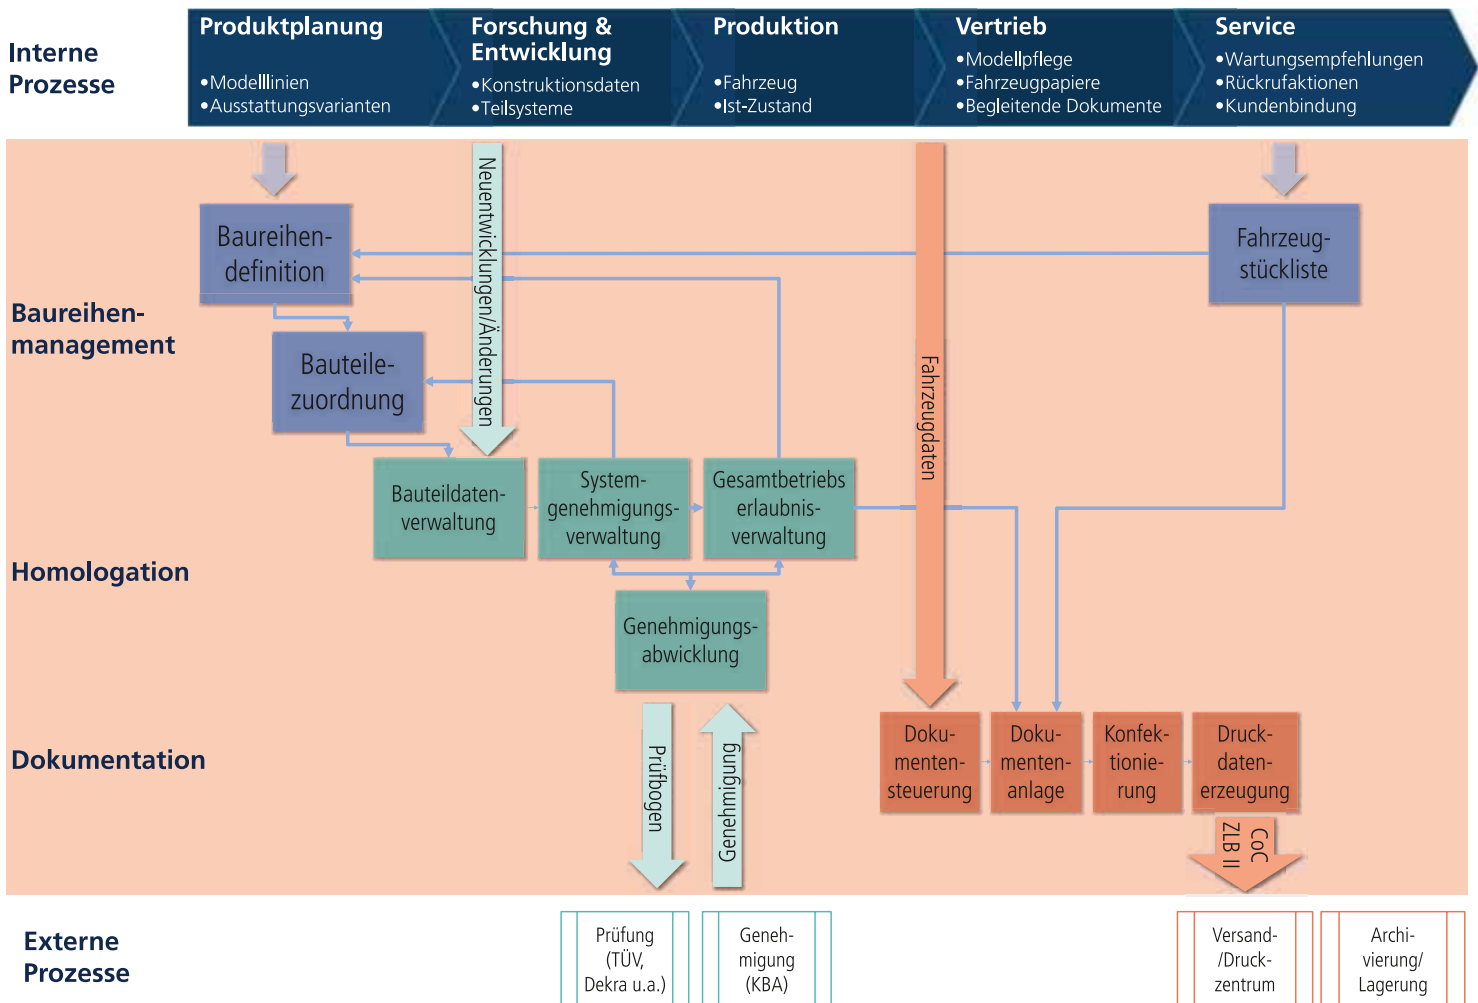 Interne
Prozesse
Produktplanung
•Modelllinien
•Ausstattungsvarianten
Forschung &
Entwicklung
•Konstruktionsdaten
•Teilsysteme
Produktion
•Fahrzeug
•Ist-Zustand
Vertrieb
•Modellpflege
•Fahrzeugpapiere
•Begleitende Dokumente
Service
•Wartungsempfehlungen
•Rückrufaktionen
•Kundenbindung
Baureihen-
management
Baureihen-
definition
Bauteile-
zuordnung
Neuentwicklungen/Änderungen
Fahrzeugdaten
Fahrzeug-
stückliste
Homologation
Bauteildaten-
verwaltung
System-
genehmigungs-
verwaltung
Gesamtbetriebs
erlaubnis-
verwaltung
Genehmigungs-
abwicklung
Dokumentation
Prüfbogen
Genehmigung
Doku-
menten-
steuerung
Doku-
menten-
anlage
Konfek-
tionie-
rung
Druck-
daten-
erzeugung
CoC
ZLB II
Externe
Prozesse
Prüfung
(TÜV,
Dekra u.a.)
Geneh-
migung
(KBA)
Versand-
/Druck-
zentrum
Archi-
vierung/
Lagerung